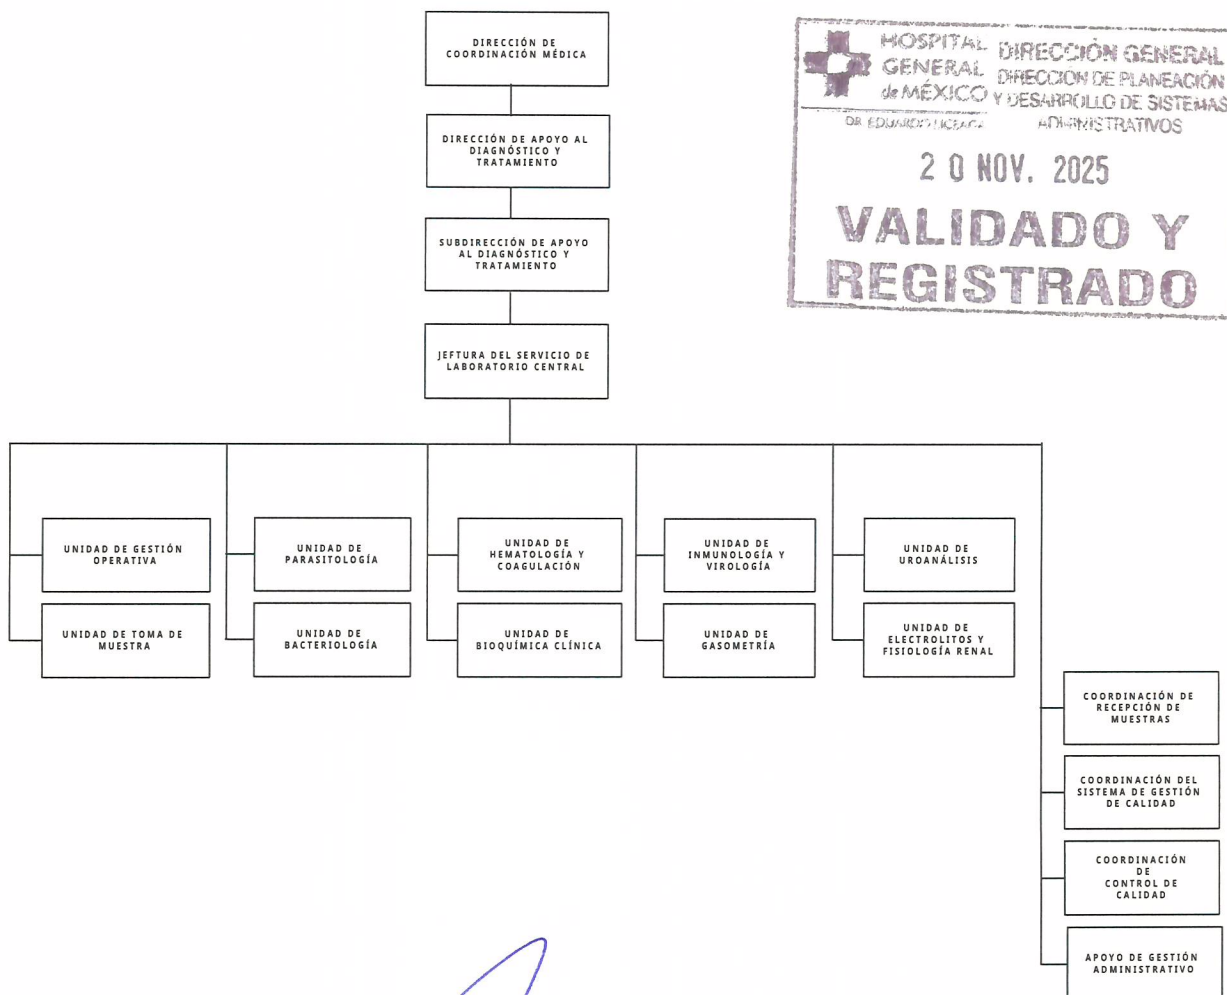 DIRECCIÓN DE
COORDINACIÓN MÉDICA
DIRECCIÓN DE APOYO AL
DIAGNÓSTICO Y
TRATAMIENTO
SUBDIRECCIÓN DE APOYO
AL DIAGNÓSTICO Y
TRATAMIENTO
JEFTURA DEL SERVICIO DE
LABORATORIO CENTRAL
HOSPITAL
GENERAL
de MÉXICO
DR. EDUARDO LICEAGA
DIRECCIÓN GENERAL
DIRECCIÓN DE PLANEACIÓN
Y DESARROLLO DE SISTEMAS
ADMINISTRATIVOS
20 NOV. 2025
VALIDADO Y
REGISTRADO
UNIDAD DE GESTIÓN
OPERATIVA
UNIDAD DE
PARASITOLOGÍA
UNIDAD DE
HEMATOLOGÍA Y
COAGULACIÓN
UNIDAD DE
INMUNOLOGÍA Y
VIROLOGÍA
UNIDAD DE
UROANÁLISIS
UNIDAD DE TOMA DE
MUESTRA
UNIDAD DE
BACTERIOLOGÍA
UNIDAD DE
BIOQUÍMICA CLÍNICA
UNIDAD DE
GASOMETRÍA
UNIDAD DE
ELECTROLITOS Y
FISIOLOGÍA RENAL
COORDINACIÓN DE
RECEPCIÓN DE
MUESTRAS
COORDINACIÓN DEL
SISTEMA DE GESTIÓN
DE CALIDAD
COORDINACIÓN
DE
CONTROL DE
CALIDAD
APOYO DE GESTIÓN
ADMINISTRATIVO